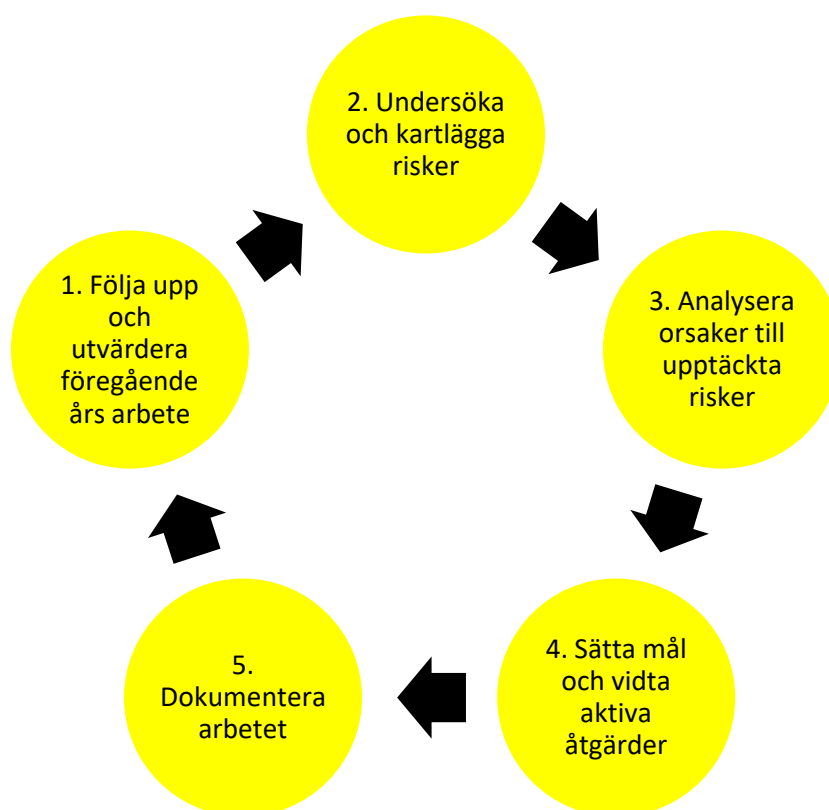 1. Följa upp
och
utvärdera
föregående
års arbete
2. Undersöka
och kartlägga
risker
3. Analysera
orsaker till
upptäckta
risker
4. Sätta mål
och vidta
aktiva
åtgärder
5.
Dokumentera
arbetet